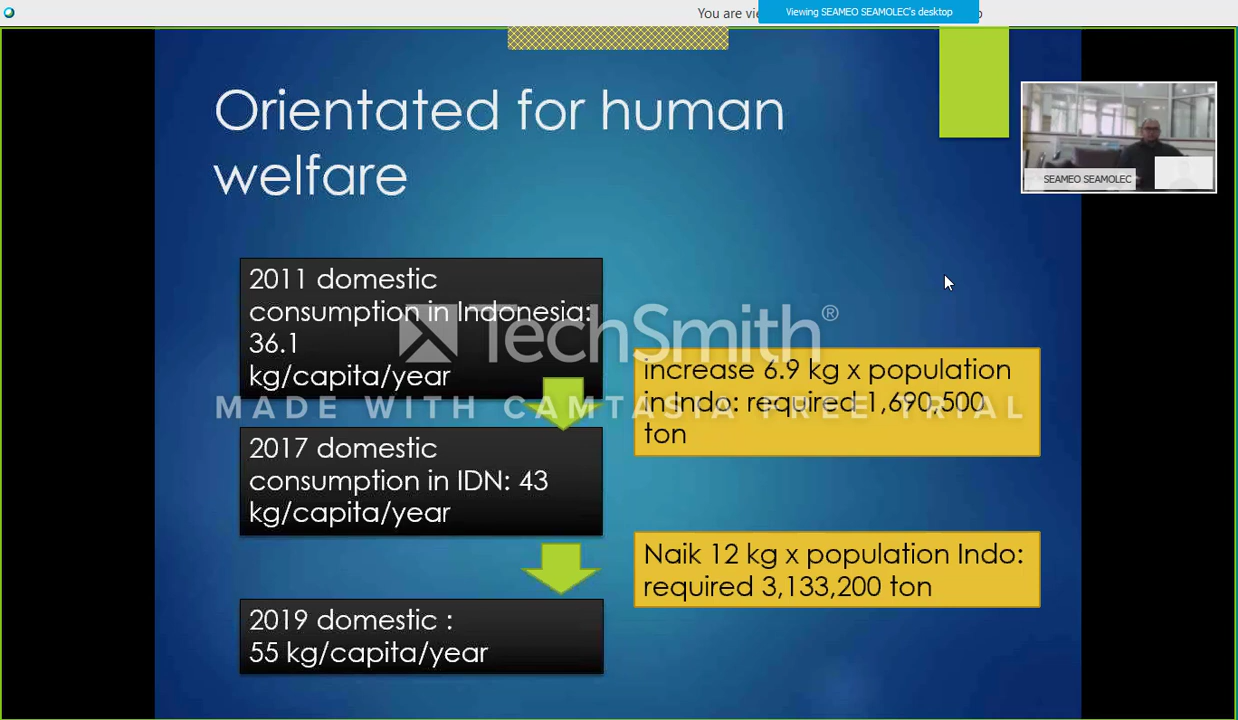 You are vi
Viewing SEAMEO SEAMOLEC's desktop
Orientated for human
welfare
SEAMEO SEAMOLEC
2011 domestic
consumption in Indonesia:
36.1
kg/capita/year
TechSmith®
MADE WITH CAMTASIA FREE TRIAL
increase 6.9 kg x population
in Indo: required 1,690,500
ton
2017 domestic
consumption in IDN: 43
kg/capita/year
Naik 12 kg x population Indo:
required 3,133,200 ton
2019 domestic :
55 kg/capita/year